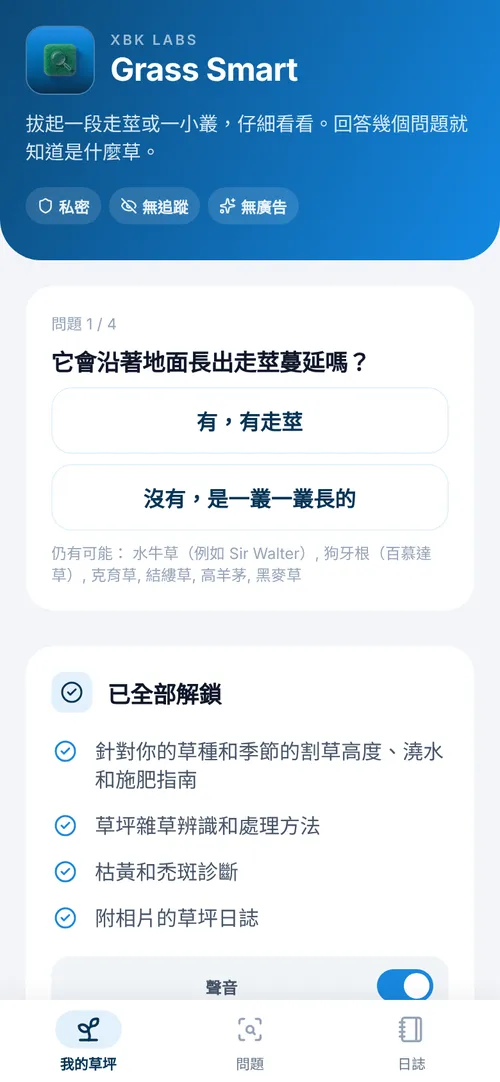 XBK LABS
Grass Smart
拔起一段走莖或一小叢，仔細看看。回答幾個問題就
知道是什麼草。
私密
無追蹤
無廣告
問題 1 / 4
它會沿著地面長出走莖蔓延嗎？
有，有走莖
沒有，是一叢一叢長的
仍有可能： 水牛草（例如 Sir Walter）, 狗牙根（百慕達
草）, 克育草, 結縷草, 高羊茅, 黑麥草
已全部解鎖
針對你的草種和季節的割草高度、澆水
和施肥指南
草坪雜草辨識和處理方法
枯黃和禿斑診斷
附相片的草坪日誌
聲音
我的草坪
問題
日誌